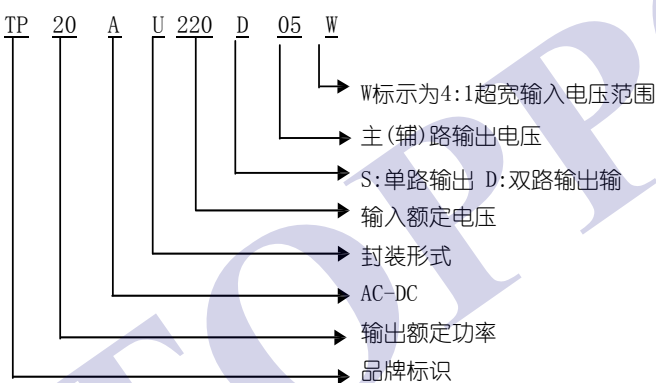 TP 20 A U 220 D 05 W
W标示为4:1超宽输入电压范围
主(辅)路输出电压
S:单路输出 D:双路输出输
输入额定电压
封装形式
AC-DC
输出额定功率
品牌标识